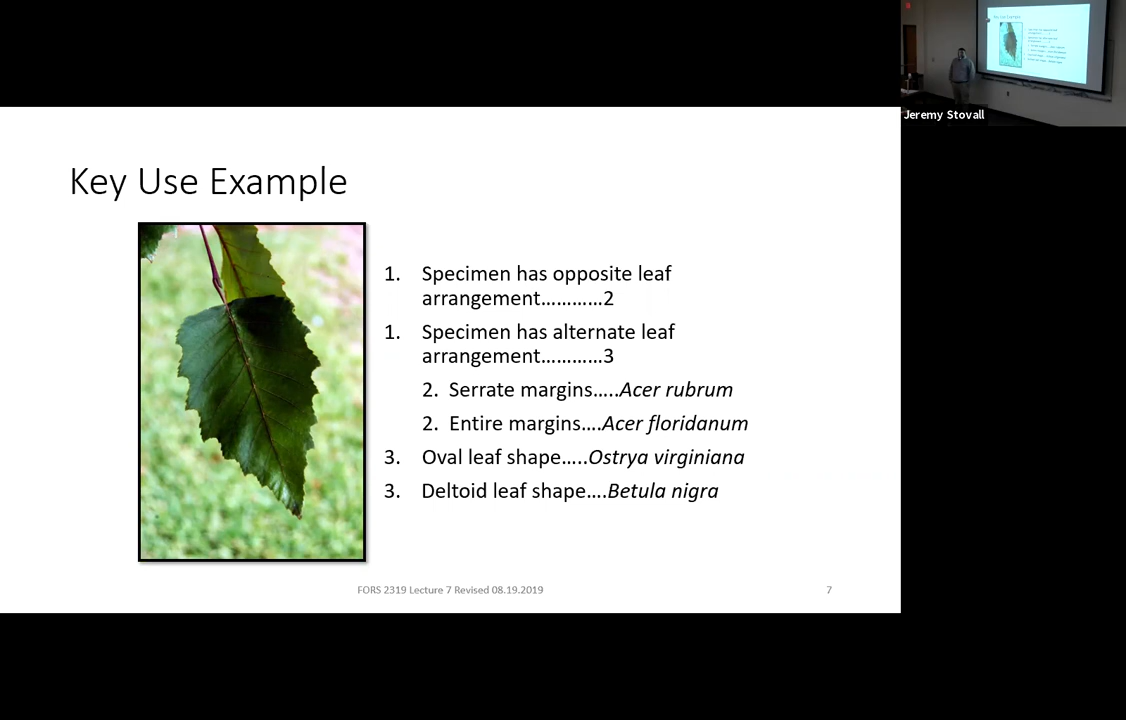 Jeremy Stovall
Key Use Example
1. Specimen has opposite leaf
arrangement…………2
1. Specimen has alternate leaf
arrangement…………3
2. Serrate margins…..Acer rubrum
2. Entire margins….Acer floridanum
3. Oval leaf shape…..Ostrya virginiana
3. Deltoid leaf shape….Betula nigra
FORS 2319 Lecture 7 Revised 08.19.2019
7